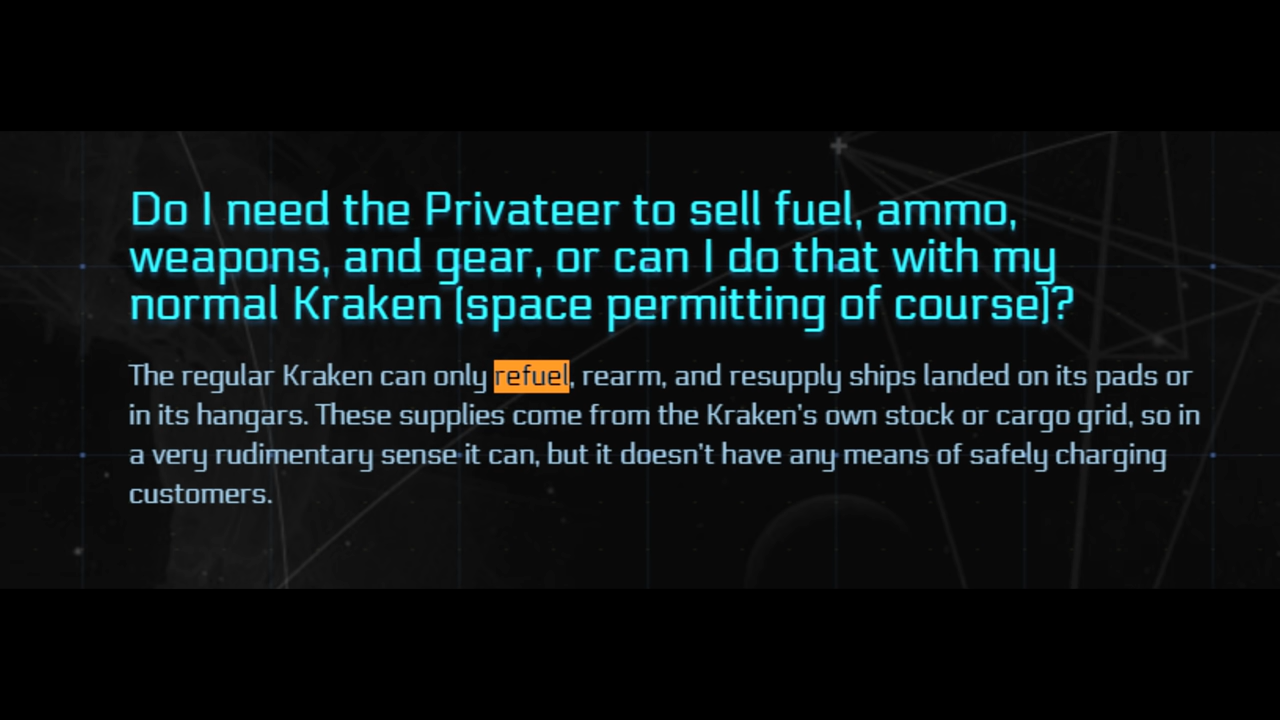 Do I need the Privateer to sell fuel, ammo,
weapons, and gear, or can I do that with my
normal Kraken (space permitting of course)?
The regular Kraken can only refuel, rearm, and resupply ships landed on its pads or
in its hangars. These supplies come from the Kraken's own stock or cargo grid, so in
a very rudimentary sense it can, but it doesn't have any means of safely charging
customers.